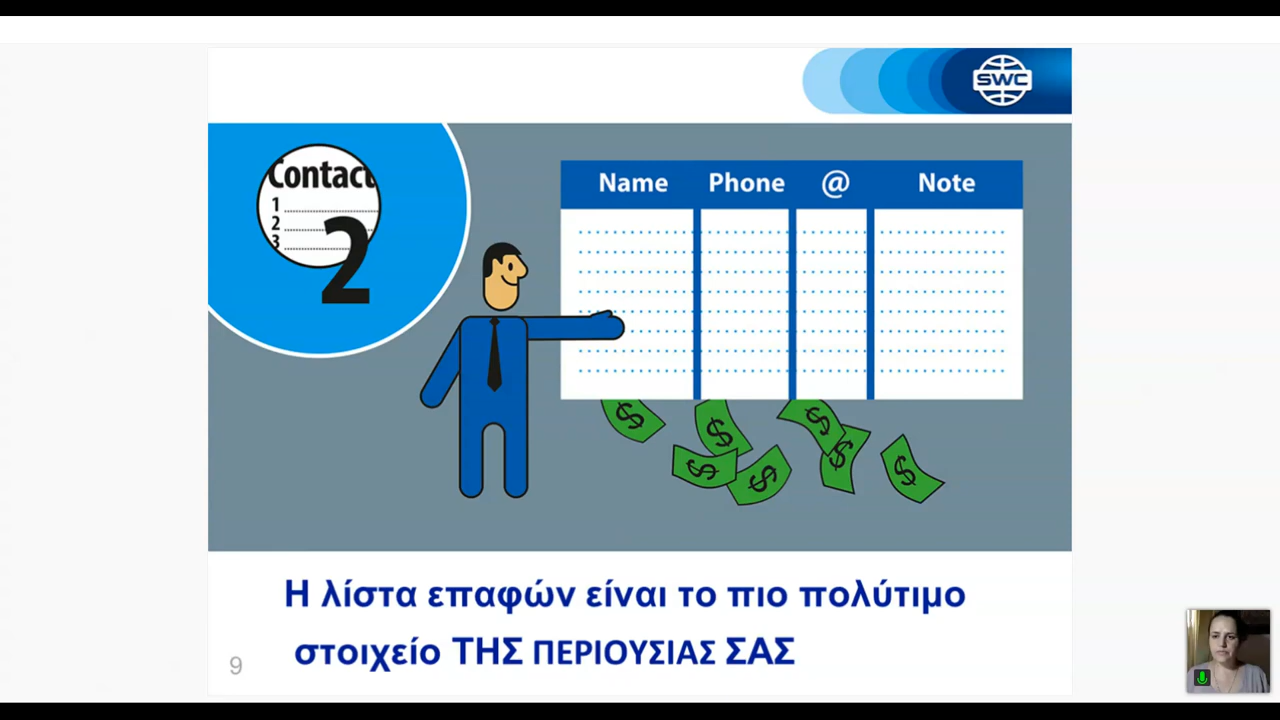 SWC
Contact
1
2
3
2
Name Phone @ Note
$ $ $ $ $ $ $
Η λίστα επαφών είναι το πιο πολύτιμο
στοιχείο ΤΗΣ ΠΕΡΙΟΥΣΙΑΣ ΣΑΣ
9